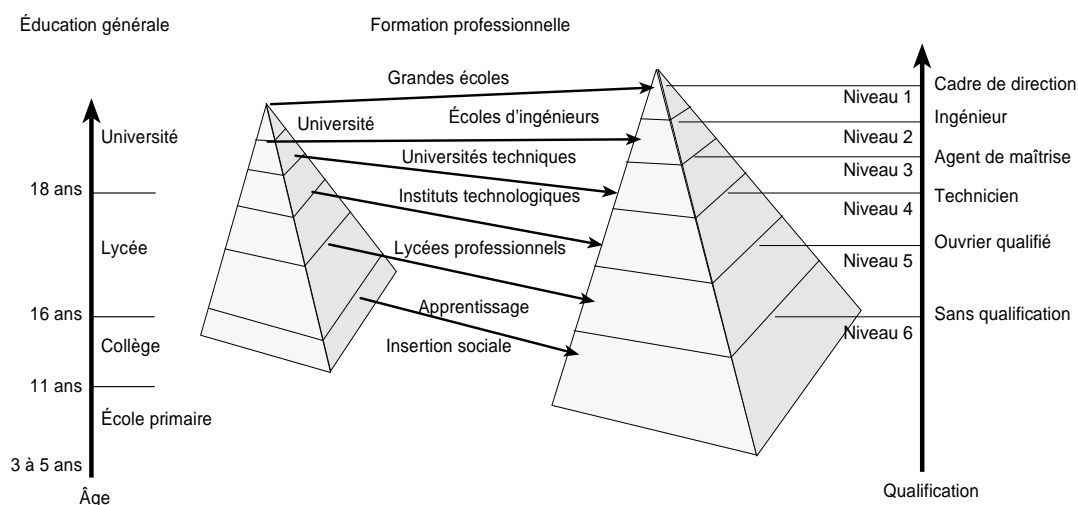 Éducation générale
Formation professionnelle
Grandes écoles
Cadre de direction
Niveau 1
Université
Université
Écoles d'ingénieurs
Ingénieur
Niveau 2
Universités techniques
Agent de maîtrise
Niveau 3
18 ans
Instituts technologiques
Technicien
Niveau 4
Lycée
Lycées professionnels
Ouvrier qualifié
Niveau 5
16 ans
Apprentissage
Sans qualification
Niveau 6
Collège
Insertion sociale
11 ans
École primaire
3 à 5 ans
Âge
Qualification